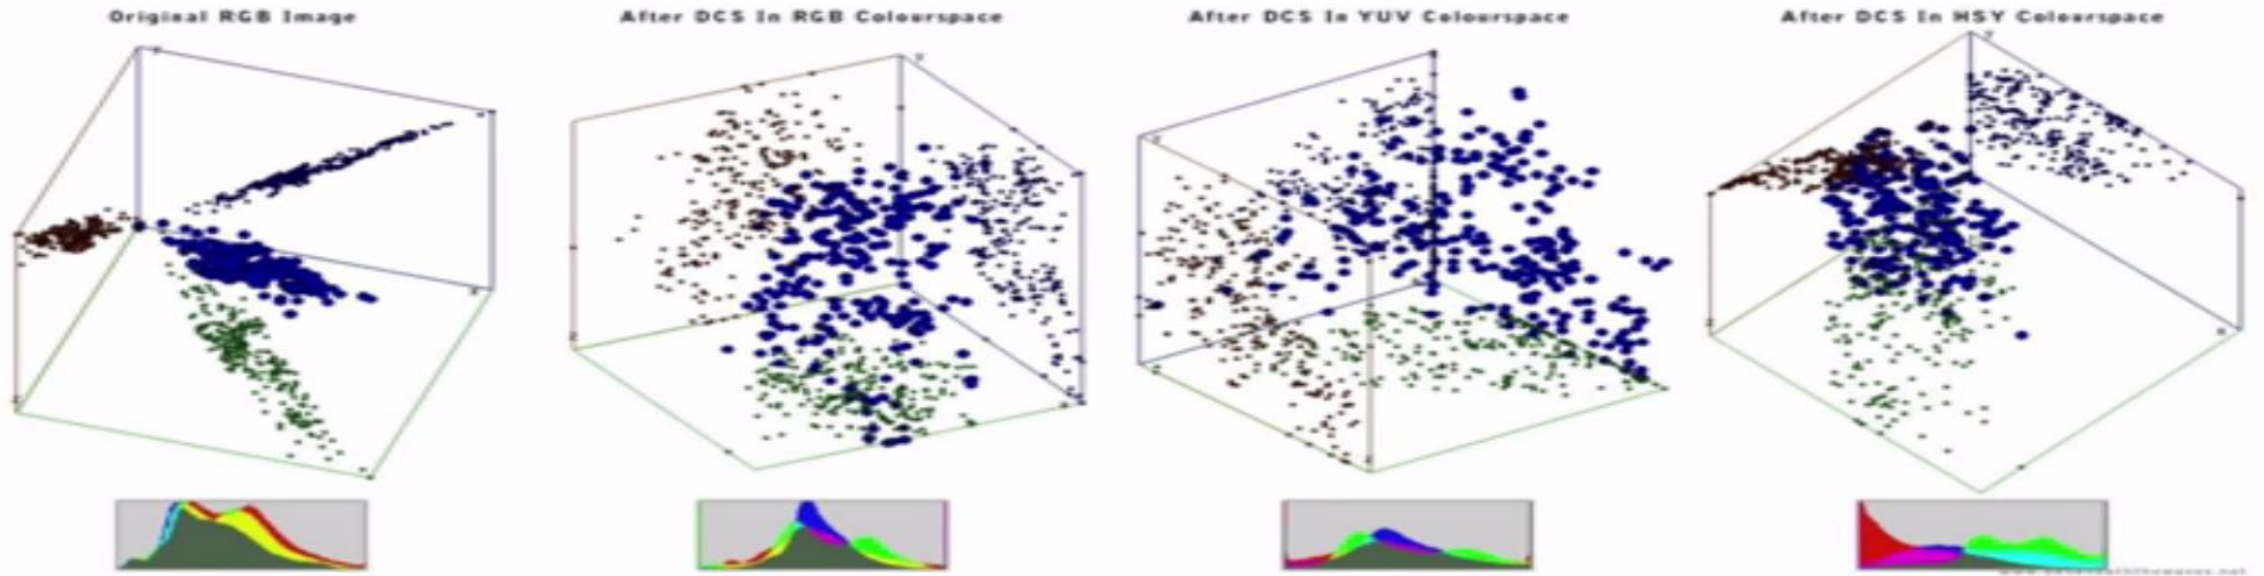 Original RGB Image
After DCS In RGB Colourspace
After DCS In YUV Colourspace
After DCS In HSY Colourspace